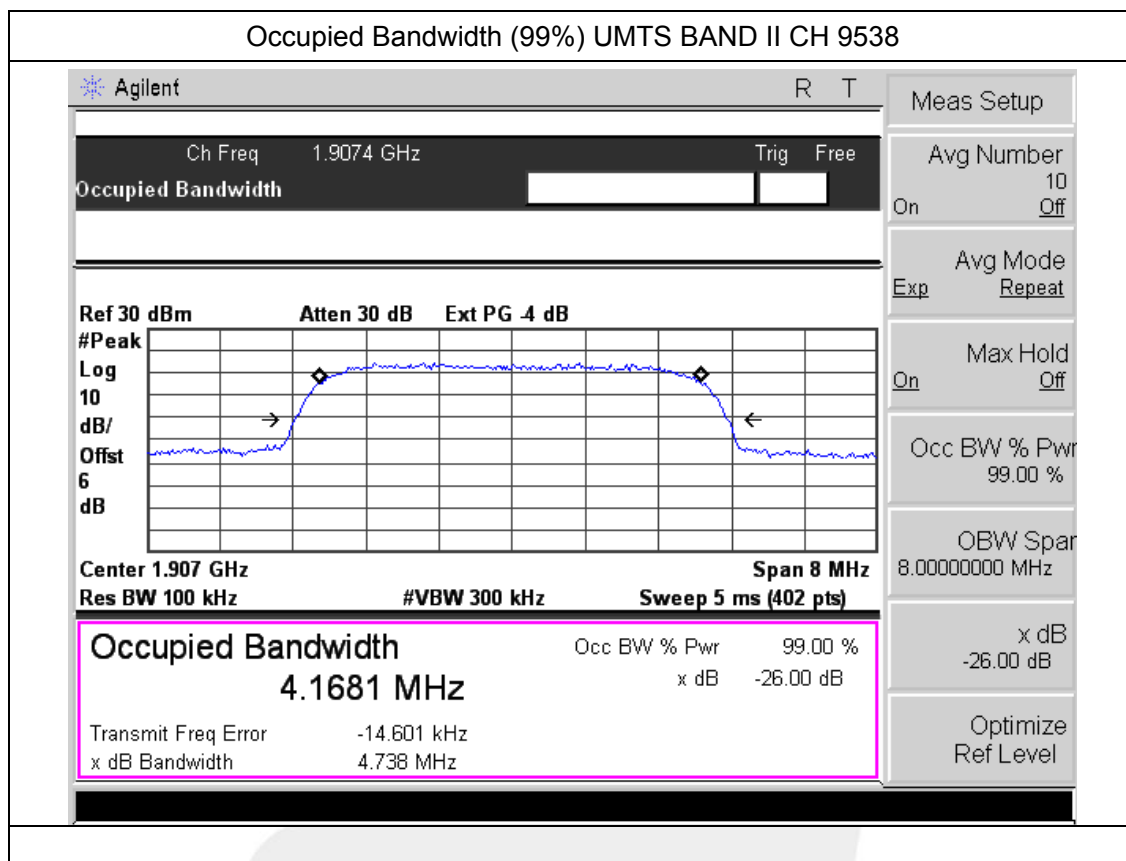 Occupied Bandwidth (99%) UMTS BAND II CH 9538
Agilent R T
Ch Freq 1.9074 GHz Trig Free
Occupied Bandwidth
Ref 30 dBm Atten 30 dB Ext PG -4 dB
#Peak
Log
10
dB/
Offst
6
dB
Center 1.907 GHz Span 8 MHz
Res BW 100 kHz #VBW 300 kHz Sweep 5 ms (402 pts)
Occupied Bandwidth Occ BW % Pwr 99.00 %
4.1681 MHz x dB -26.00 dB
Transmit Freq Error -14.601 kHz
x dB Bandwidth 4.738 MHz
Meas Setup
Avg Number
10
On Off
Avg Mode
Exp Repeat
Max Hold
On Off
Occ BW % Pwr
99.00 %
OBW Span
8.00000000 MHz
x dB
-26.00 dB
Optimize
Ref Level